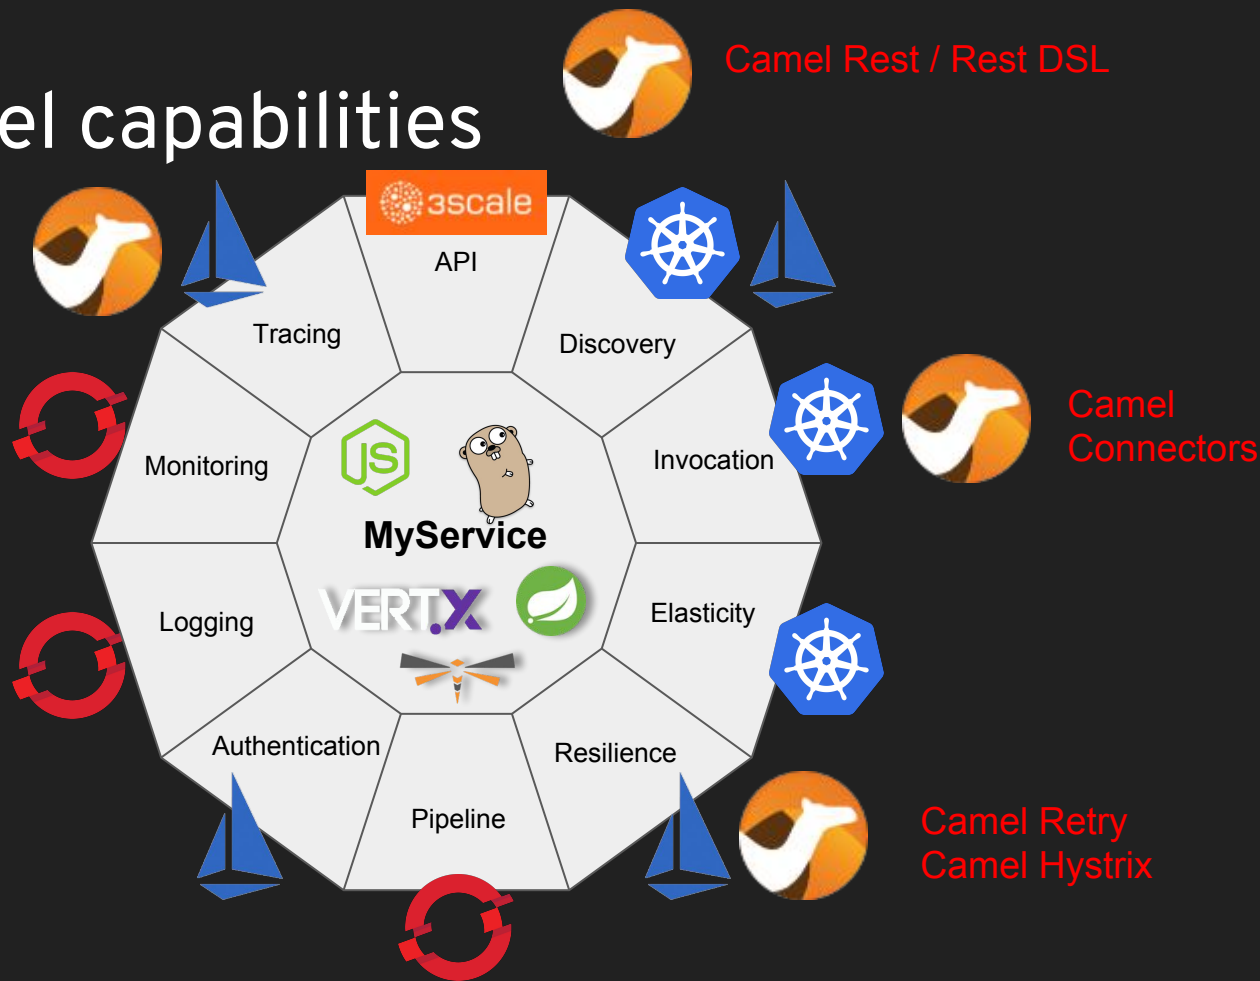 Camel Rest / Rest DSL
el capabilities
3scale
API
Tracing
Discovery
Camel
Connectors
Monitoring
Invocation
JS
MyService
VERT.X
Logging
Elasticity
Authentication
Resilience
Pipeline
Camel Retry
Camel Hystrix